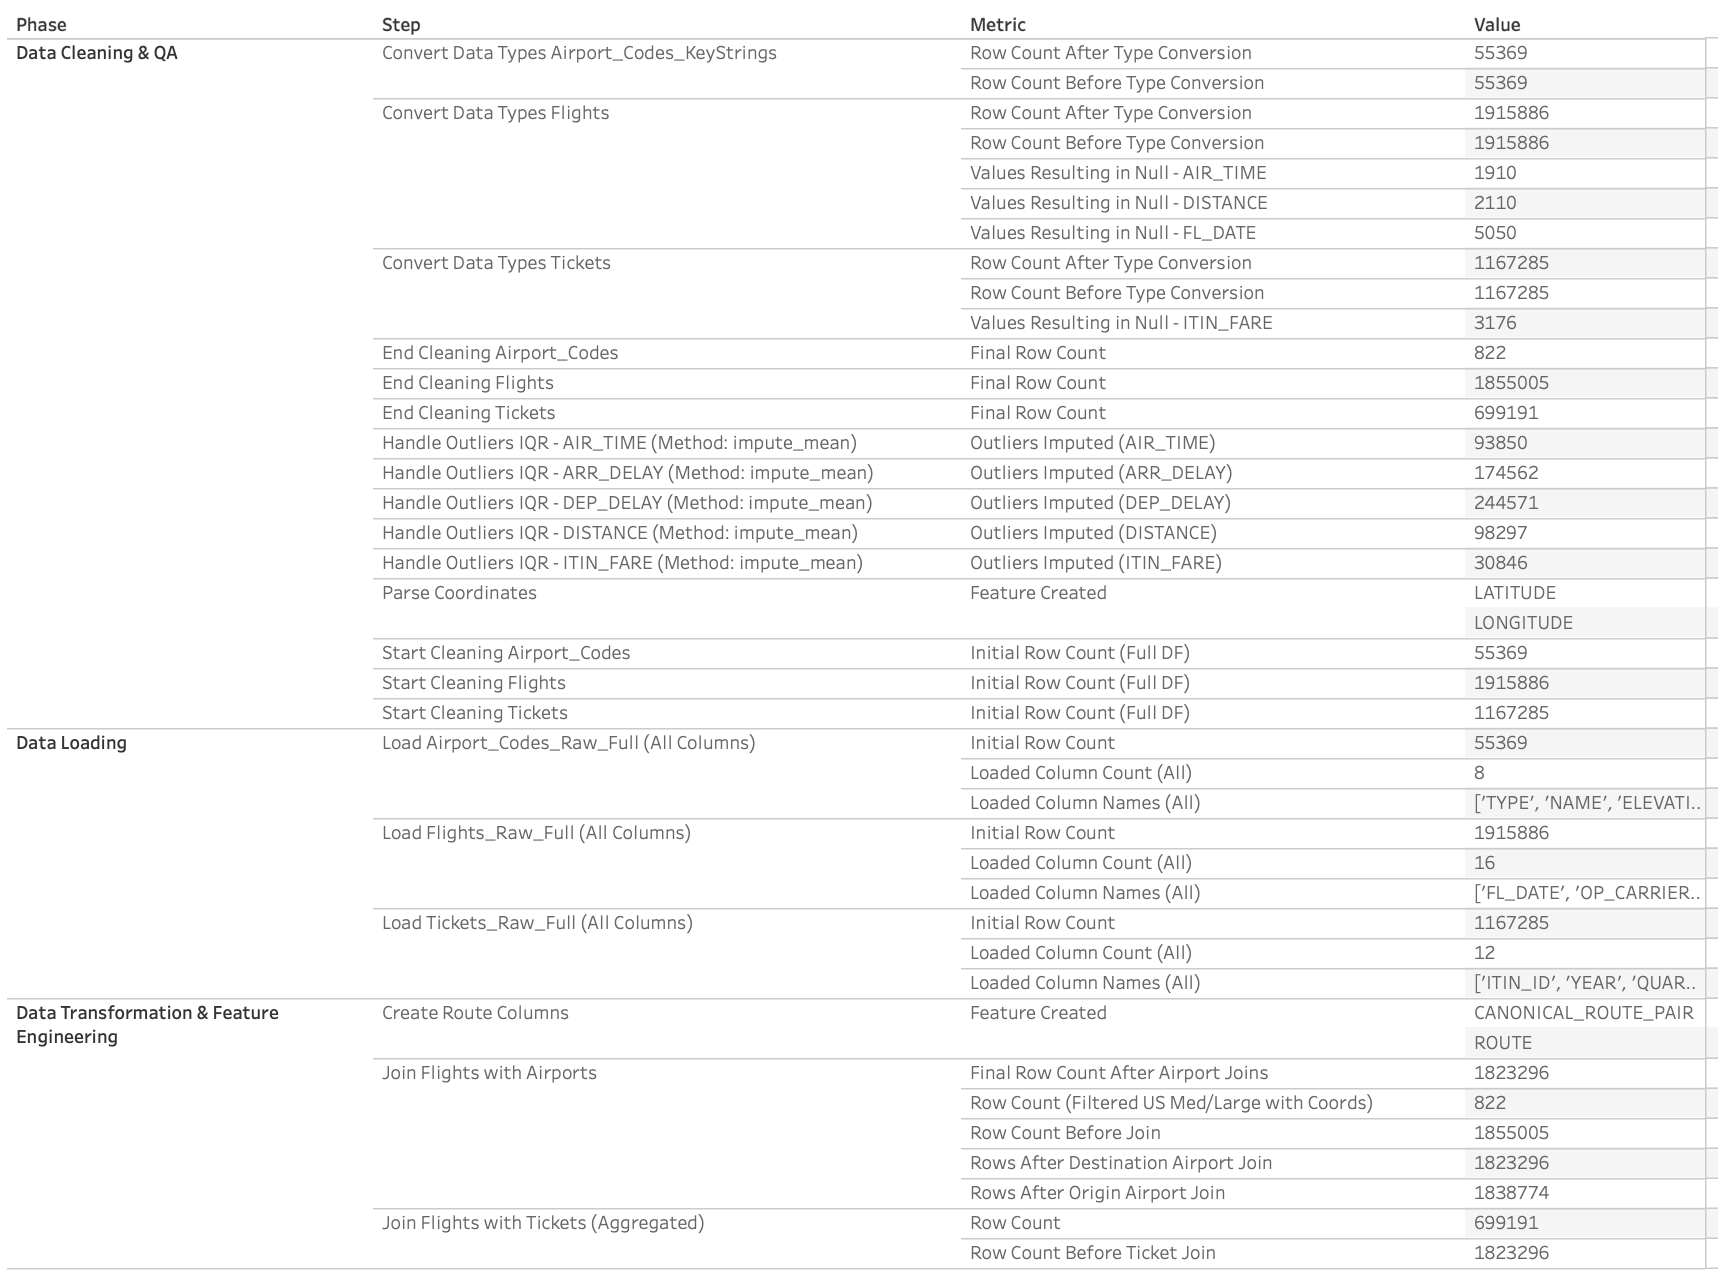 Phase Step Metric Value
Data Cleaning & QA Convert Data Types Airport_Codes_KeyStrings Row Count After Type Conversion 55369
Row Count Before Type Conversion 55369
Convert Data Types Flights Row Count After Type Conversion 1915886
Row Count Before Type Conversion 1915886
Values Resulting in Null - AIR_TIME 1910
Values Resulting in Null - DISTANCE 2110
Values Resulting in Null - FL_DATE 5050
Convert Data Types Tickets Row Count After Type Conversion 1167285
Row Count Before Type Conversion 1167285
Values Resulting in Null - ITIN_FARE 3176
End Cleaning Airport_Codes Final Row Count 822
End Cleaning Flights Final Row Count 1855005
End Cleaning Tickets Final Row Count 699191
Handle Outliers IQR - AIR_TIME (Method: impute_mean) Outliers Imputed (AIR_TIME) 93850
Handle Outliers IQR - ARR_DELAY (Method: impute_mean) Outliers Imputed (ARR_DELAY) 174562
Handle Outliers IQR - DEP_DELAY (Method: impute_mean) Outliers Imputed (DEP_DELAY) 244571
Handle Outliers IQR - DISTANCE (Method: impute_mean) Outliers Imputed (DISTANCE) 98297
Handle Outliers IQR - ITIN_FARE (Method: impute_mean) Outliers Imputed (ITIN_FARE) 30846
Parse Coordinates Feature Created LATITUDE
LONGITUDE
Start Cleaning Airport_Codes Initial Row Count (Full DF) 55369
Start Cleaning Flights Initial Row Count (Full DF) 1915886
Start Cleaning Tickets Initial Row Count (Full DF) 1167285
Data Loading Load Airport_Codes_Raw_Full (All Columns) Initial Row Count 55369
Loaded Column Count (All) 8
Loaded Column Names (All) ['TYPE', 'NAME', 'ELEVATI..
Load Flights_Raw_Full (All Columns) Initial Row Count 1915886
Loaded Column Count (All) 16
Loaded Column Names (All) ['FL_DATE', 'OP_CARRIER..
Load Tickets_Raw_Full (All Columns) Initial Row Count 1167285
Loaded Column Count (All) 12
Loaded Column Names (All) ['ITIN_ID', 'YEAR', 'QUAR..
Data Transformation & Feature Create Route Columns Feature Created CANONICAL_ROUTE_PAIR
Engineering ROUTE
Join Flights with Airports Final Row Count After Airport Joins 1823296
Row Count (Filtered US Med/Large with Coords) 822
Row Count Before Join 1855005
Rows After Destination Airport Join 1823296
Rows After Origin Airport Join 1838774
Join Flights with Tickets (Aggregated) Row Count 699191
Row Count Before Ticket Join 1823296